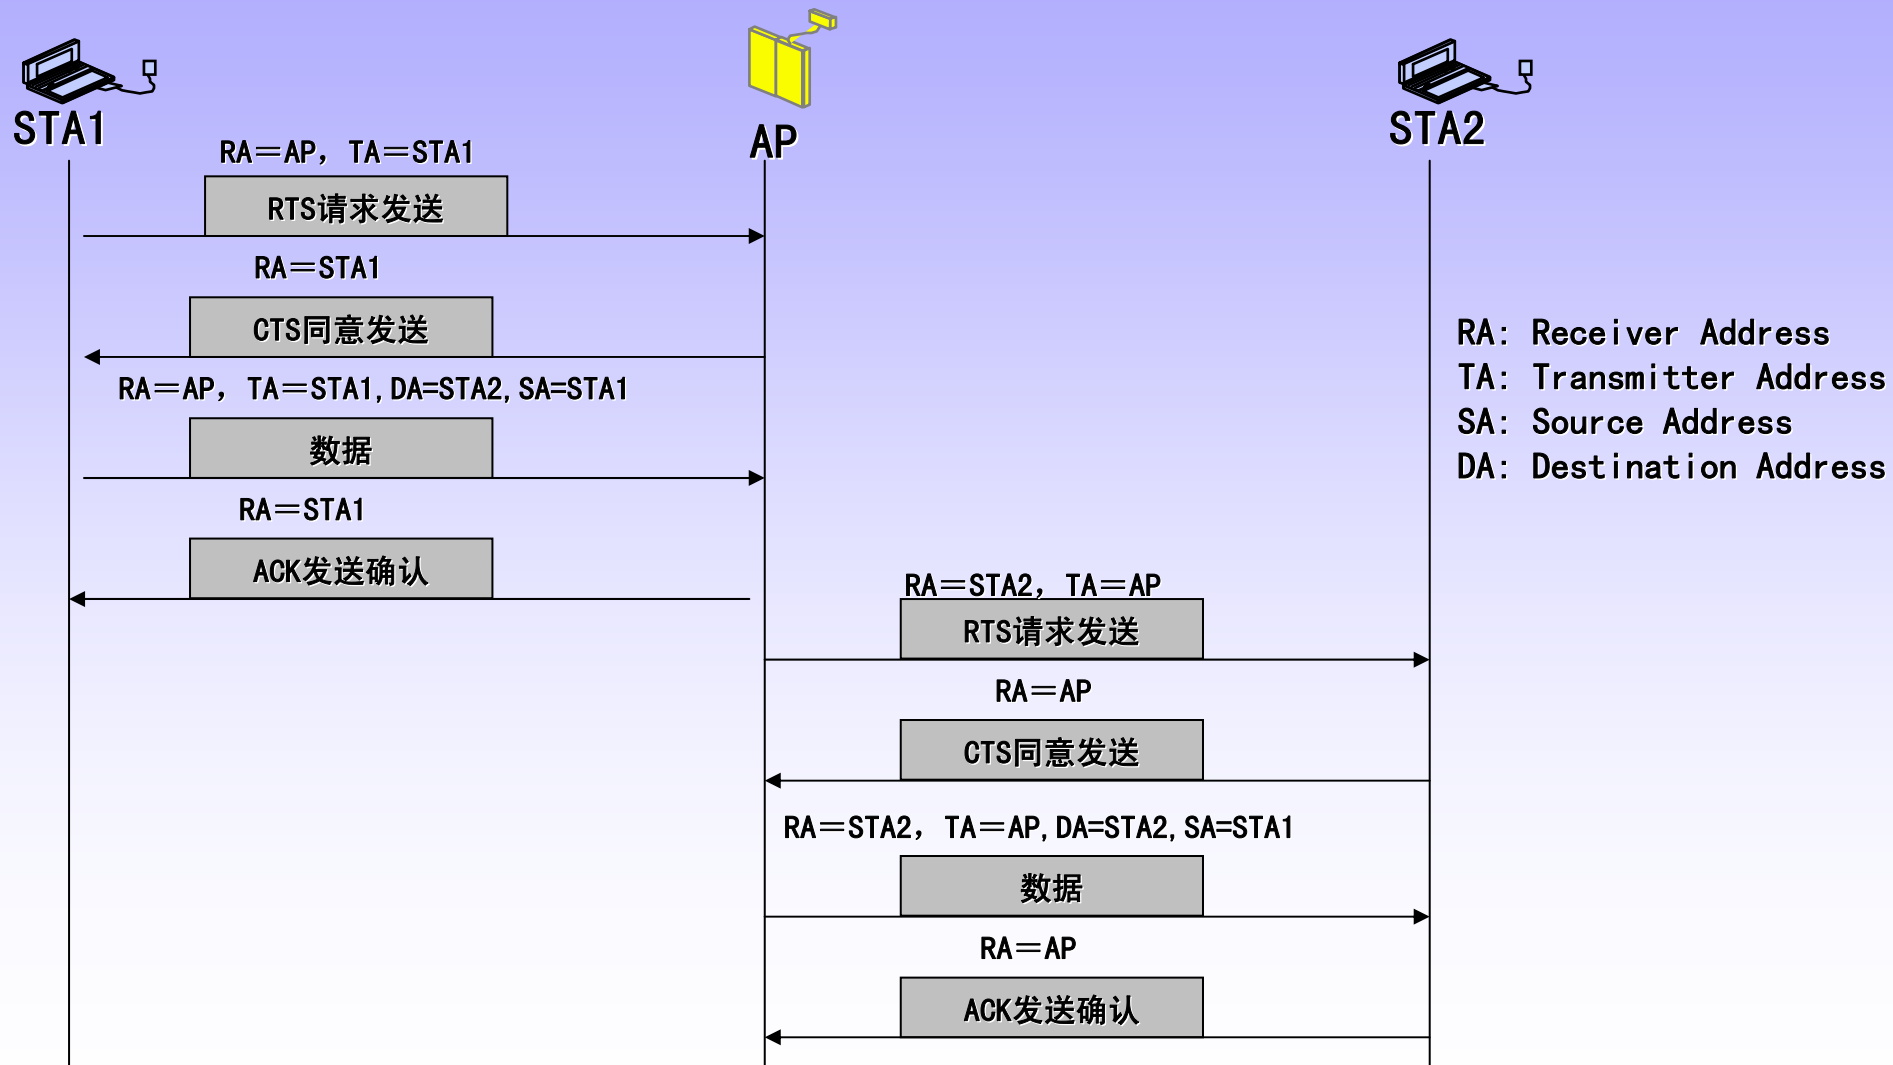 STA1
AP
STA2
RA＝AP，TA＝STA1
RTS请求发送
RA＝STA1
CTS同意发送
RA＝AP，TA＝STA1,DA=STA2,SA=STA1
数据
RA＝STA1
ACK发送确认
RA＝STA2，TA＝AP
RTS请求发送
RA＝AP
CTS同意发送
RA＝STA2，TA＝AP,DA=STA2,SA=STA1
数据
RA＝AP
ACK发送确认
RA: Receiver Address
TA: Transmitter Address
SA: Source Address
DA: Destination Address